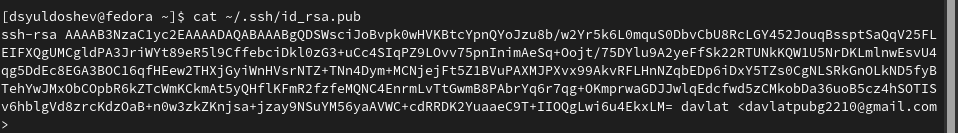 [dsyuldoshev@fedora ~]$ cat ~/.ssh/id_rsa.pub
ssh-rsa AAAAB3NzaC1yc2EAAAADAQABAAABgQDSWsciJoBvpk0wHVKBtcYpnQYoJzu8b/w2Yr5k6L0mquS0DbvCbU8RcLGY452JouqBssptSaQqV25FL
EIFXQgUMCgldPA3JriWYt89eR5l9CffebciDkl0zG3+uCc4SIqPZ9LOvv75pnInimAeSq+Oojt/75DYlu9A2yeFfSk22RTUNkKQW1U5NrDKLmlnwEsvU4
qg5DdEc8EGA3BOC16qfHEew2THXjGyiWnHVsrNTZ+TNn4Dym+MCNjejFt5Z1BVuPAXMJPXvx99AkvRFLHnNZqbEDp6iDxY5TZs0CgNLSRkGnOLkND5fyB
TehYwJMxObCOpbR6kZTcWmKCkmAt5yQHflKFmR2fzfeMQNC4EnrmLvTtGwmB8PAbrYq6r7qg+OKmprwaGDJJwlqEdcfwd5zCMkobDa36uoB5cz4hSOTIS
v6hblgVd8zrcKdzOaB+n0w3zkZKnjsa+jzay9NSuYM56yaAVWC+cdRRDK2YuaaeC9T+IIOQgLwi6u4EkxLM= davlat <davlatpubg2210@gmail.com
>